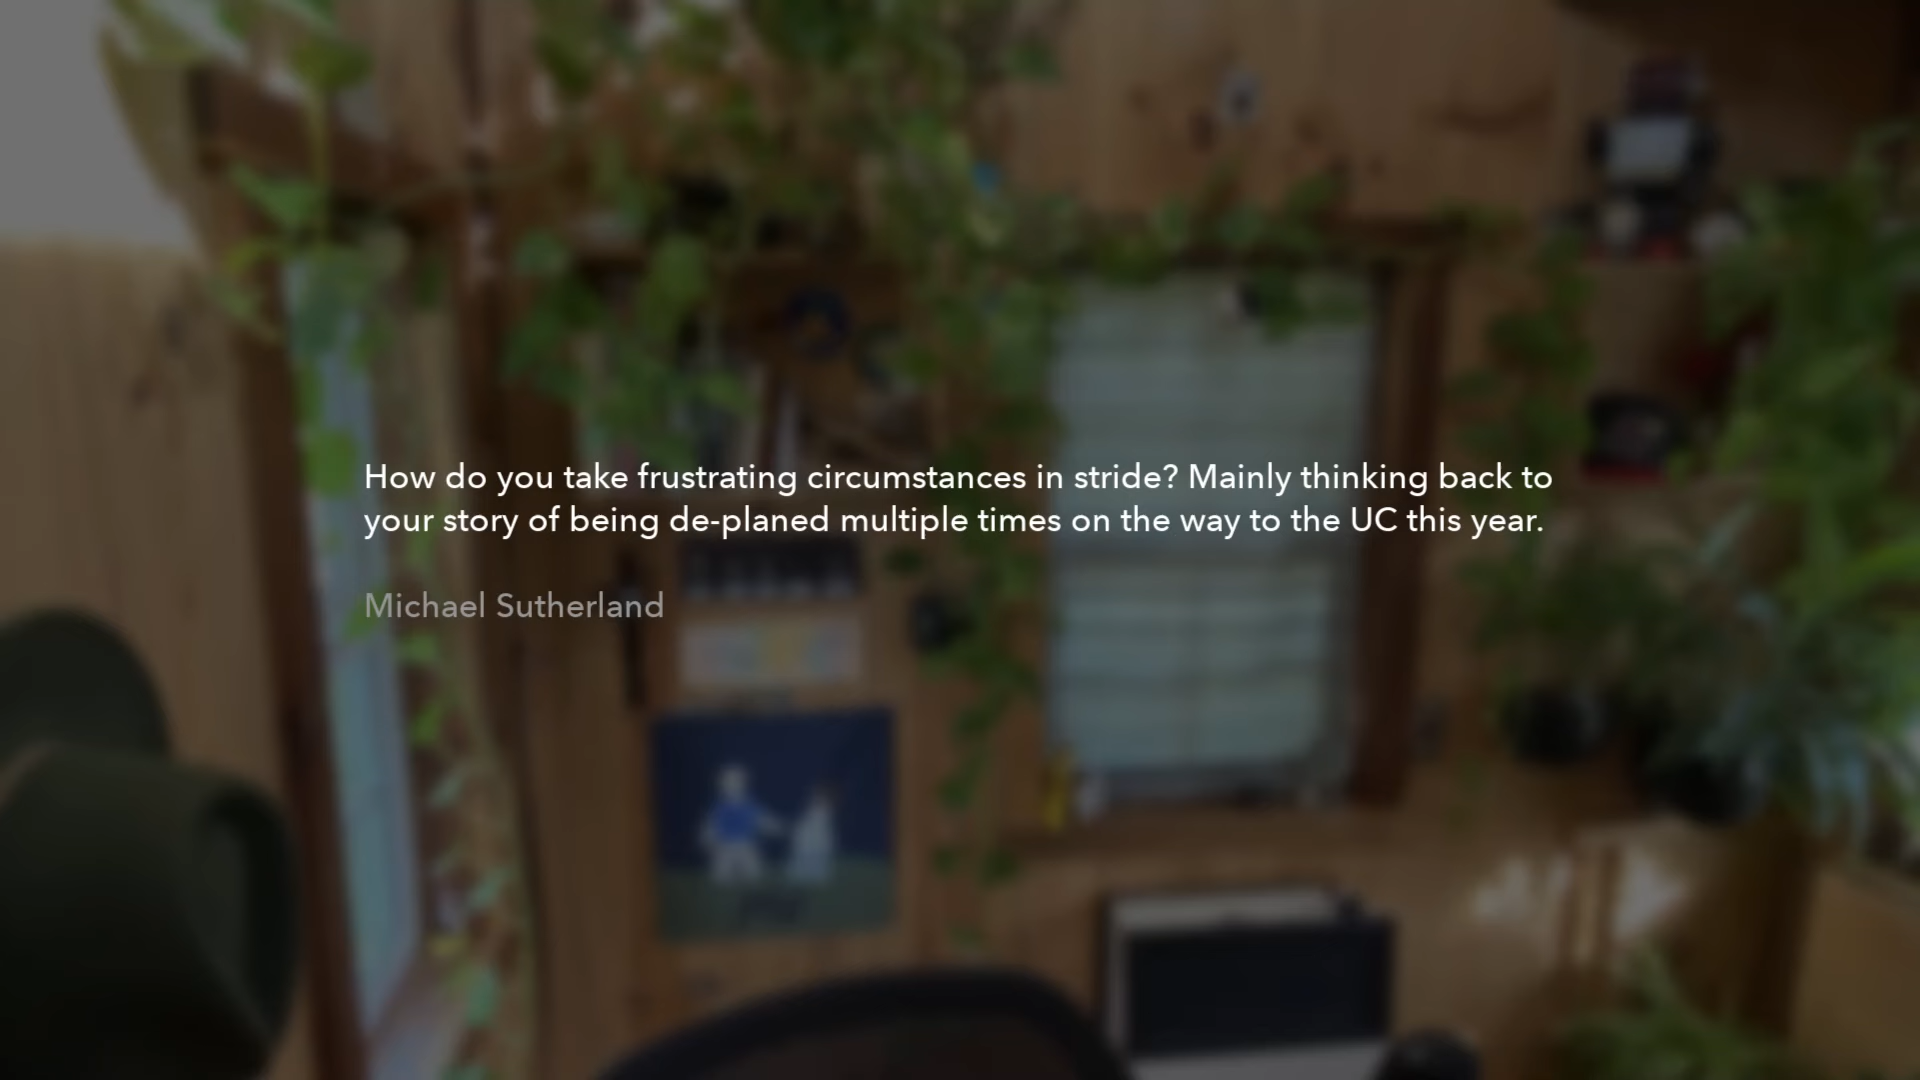 How do you take frustrating circumstances in stride? Mainly thinking back to
your story of being de-planed multiple times on the way to the UC this year.
Michael Sutherland